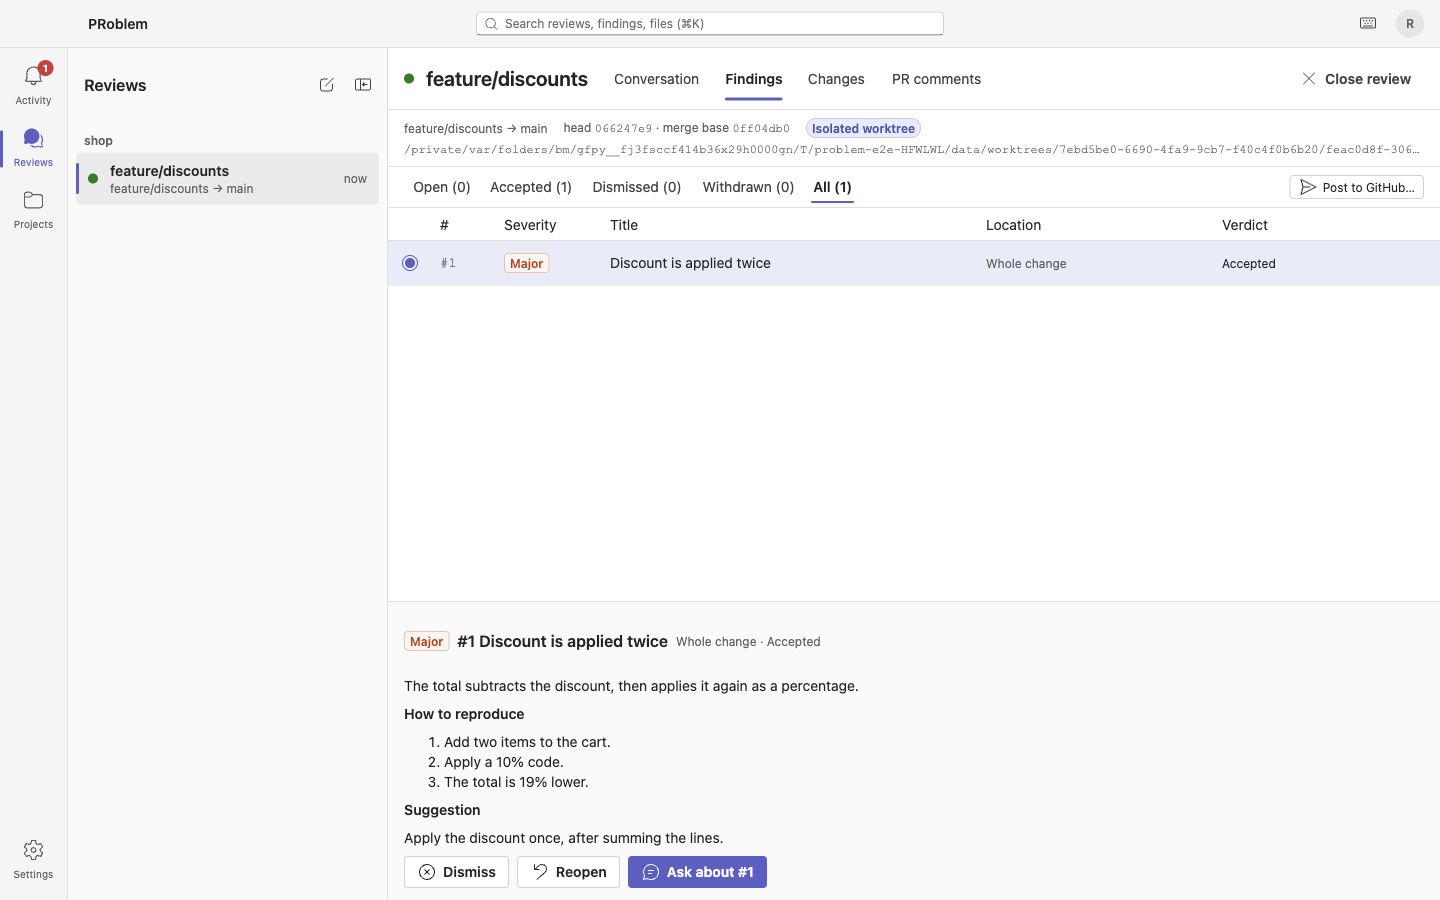 PRoblem
Search reviews, findings, files (⌘K)
R
1
Activity
Reviews
Projects
Settings
Reviews
shop
feature/discounts
feature/discounts → main
now
feature/discounts
Conversation
Findings
Changes
PR comments
Close review
feature/discounts → main head 066247e9 · merge base 0ff04db0 Isolated worktree
/private/var/folders/bm/gfpy__fj3fsccf414b36x29h0000gn/T/problem-e2e-HFWLWL/data/worktrees/7ebd5be0-6690-4fa9-9cb7-f40c4f0b6b20/feac0d8f-306…
Open (0) Accepted (1) Dismissed (0) Withdrawn (0) All (1) Post to GitHub...
# Severity Title Location Verdict
#1 Major Discount is applied twice Whole change Accepted
Major #1 Discount is applied twice Whole change · Accepted
The total subtracts the discount, then applies it again as a percentage.
How to reproduce
1. Add two items to the cart.
2. Apply a 10% code.
3. The total is 19% lower.
Suggestion
Apply the discount once, after summing the lines.
Dismiss Reopen Ask about #1